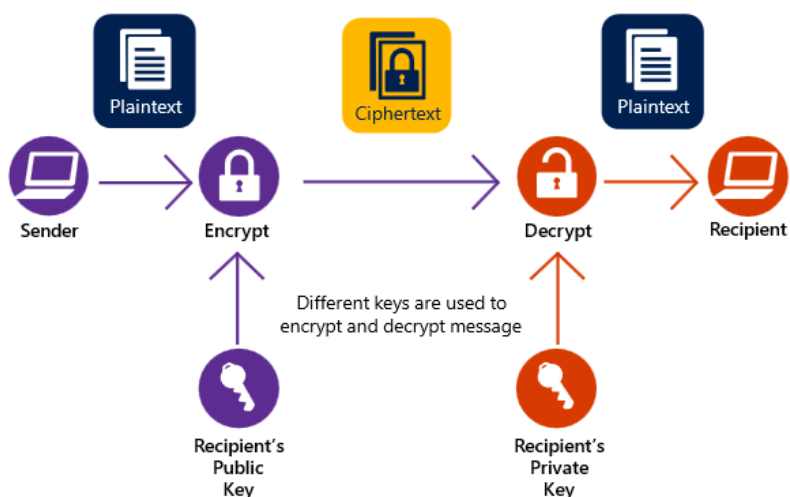 Plaintext
Ciphertext
Plaintext
Sender
Encrypt
Decrypt
Recipient
Different keys are used to
encrypt and decrypt message
Recipient’s
Public
Key
Recipient’s
Private
Key